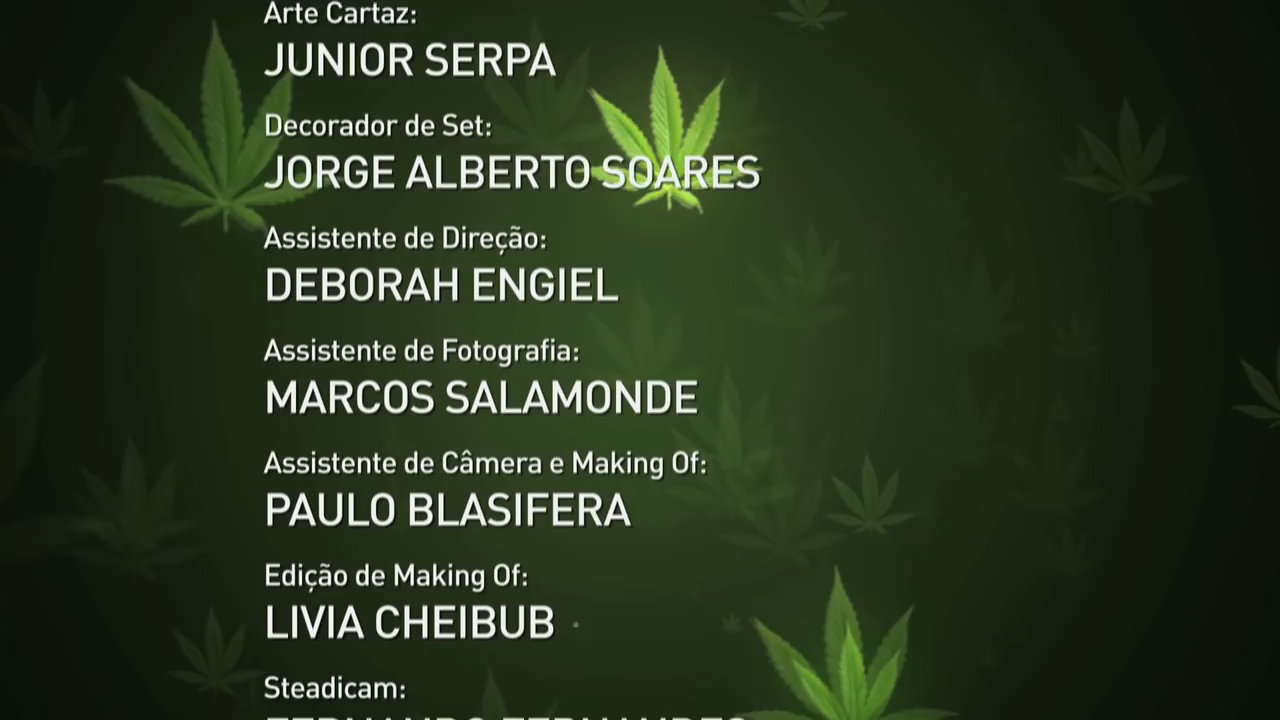 Arte Cartaz:
JUNIOR SERPA
Decorador de Set:
JORGE ALBERTO SOARES
Assistente de Direção:
DEBORAH ENGIEL
Assistente de Fotografia:
MARCOS SALAMONDE
Assistente de Câmera e Making Of:
PAULO BLASIFERA
Edição de Making Of:
LIVIA CHEIBUB
Steadicam: